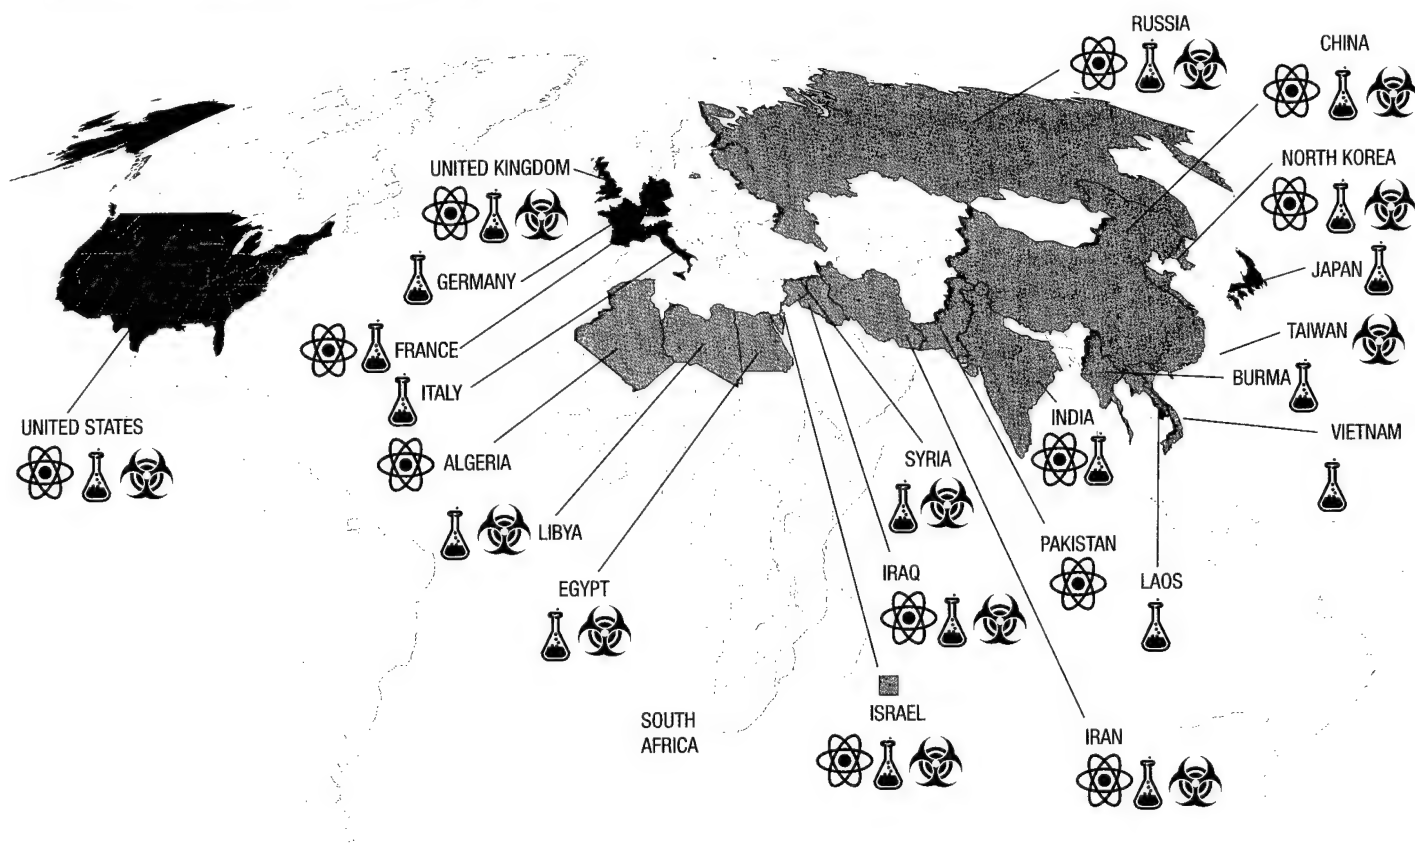 RUSSIA
CHINA
UNITED KINGDOM
NORTH KOREA
GERMANY
JAPAN
TAIWAN
FRANCE
BURMA
ITALY
UNITED STATES
INDIA
VIETNAM
ALGERIA
SYRIA
LIBYA
PAKISTAN
IRAQ
LAOS
EGYPT
ISRAEL
SOUTH
AFRICA
IRAN